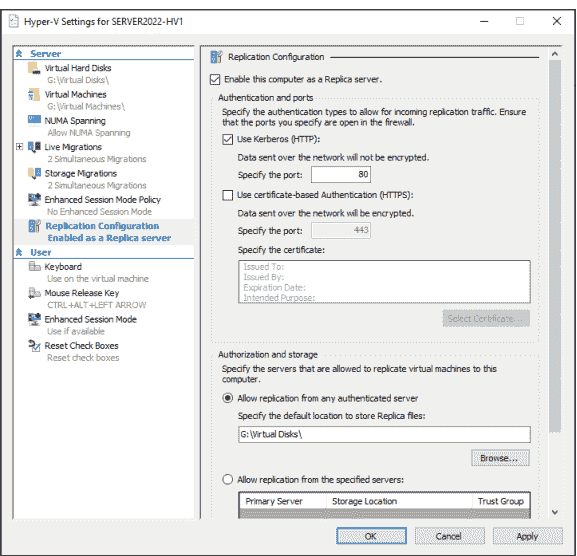 Hyper-V Settings for SERVER2022-HV1
Server
Virtual Hard Disks
G:\Virtual Disks\
Virtual Machines
G:\Virtual Machines\
NUMA Spanning
Allow NUMA Spanning
Live Migrations
2 Simultaneous Migrations
Storage Migrations
2 Simultaneous Migrations
Enhanced Session Mode Policy
No Enhanced Session Mode
Replication Configuration
Enabled as a Replica server
User
Keyboard
Use on the virtual machine
Mouse Release Key
CTRL+ALT+LEFT ARROW
Enhanced Session Mode
Use if available
Reset Check Boxes
Reset check boxes
Replication Configuration
Enable this computer as a Replica server.
Authentication and ports
Specify the authentication types to allow for incoming replication traffic. Ensure
that the ports you specify are open in the firewall.
Use Kerberos (HTTP):
Data sent over the network will not be encrypted.
Specify the port: 80
Use certificate-based Authentication (HTTPS):
Data sent over the network will be encrypted.
Specify the port: 443
Specify the certificate:
Issued To:
Issued By:
Expiration Date:
Intended Purpose:
Select Certificate...
Authorization and storage
Specify the servers that are allowed to replicate virtual machines to this
computer.
Allow replication from any authenticated server
Specify the default location to store Replica files:
G:\Virtual Disks\
Browse...
Allow replication from the specified servers:
Primary Server Storage Location Trust Group
OK Cancel Apply